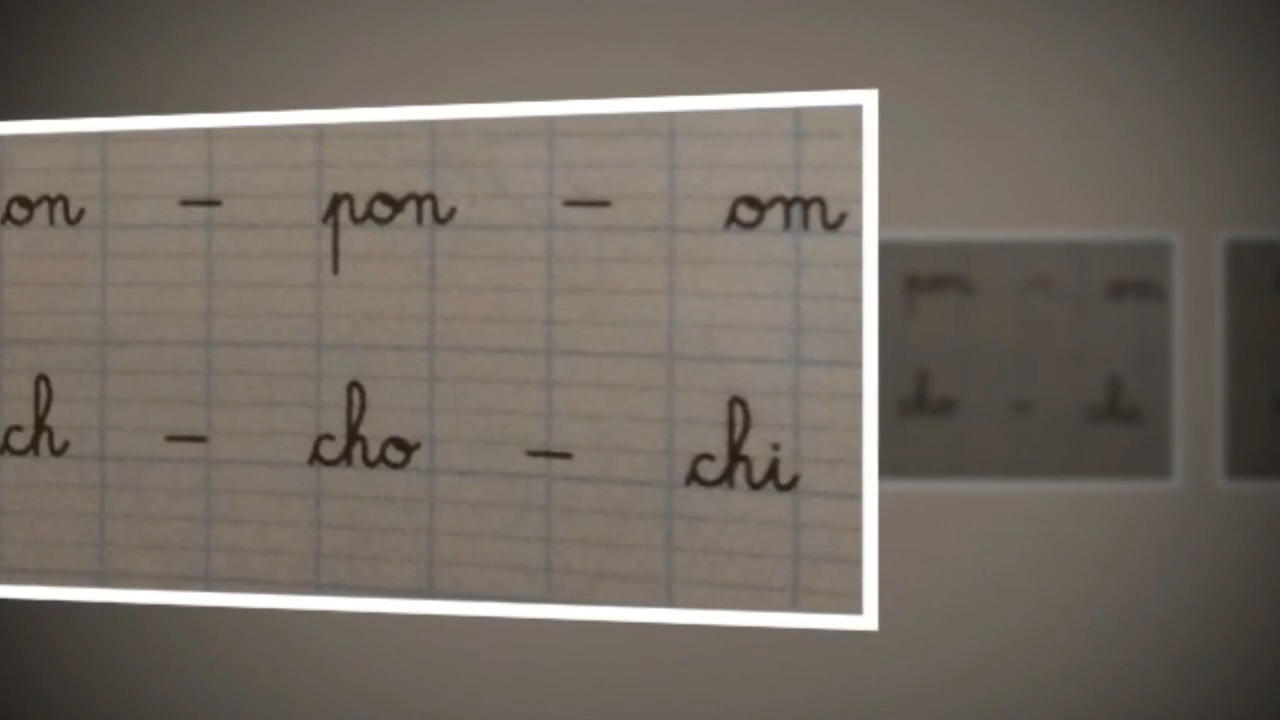 on – pon – om
ch – cho – chi